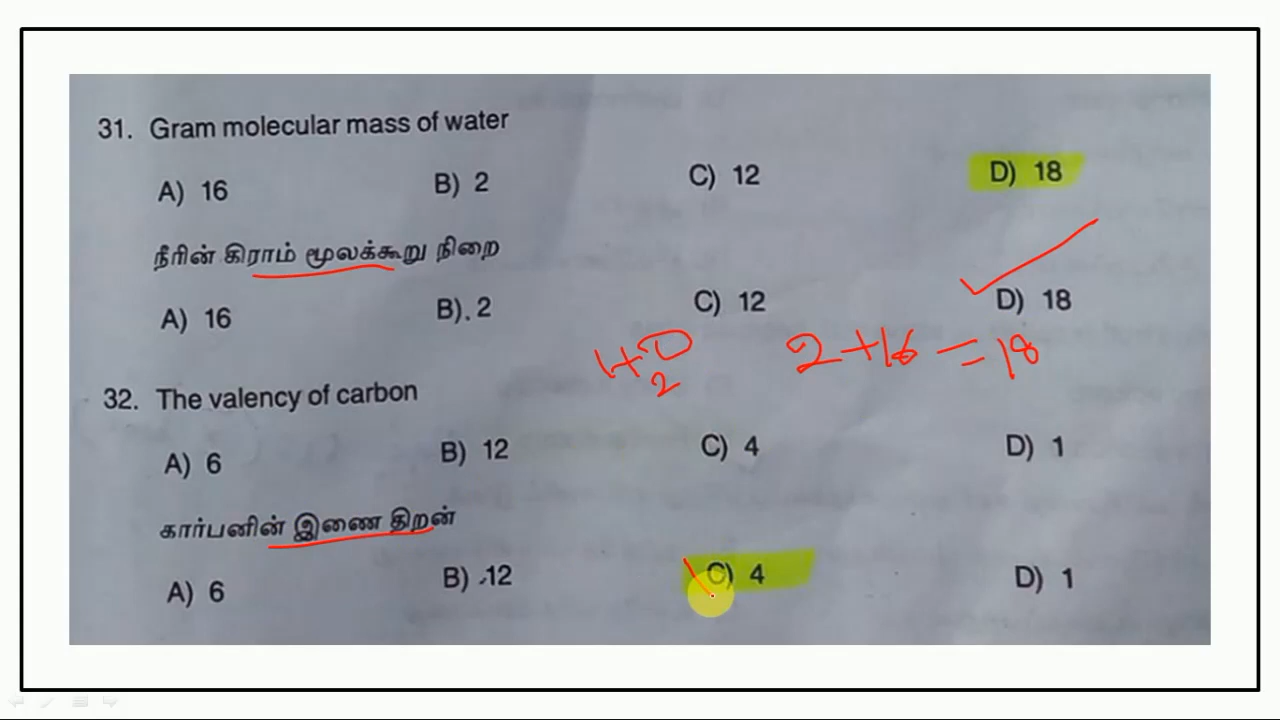 31. Gram molecular mass of water
A) 16 B) 2 C) 12 D) 18
நீரின் கிராம் மூலக்கூறு நிறை
A) 16 B). 2 C) 12 D) 18
H2O 2+16 = 18
32. The valency of carbon
A) 6 B) 12 C) 4 D) 1
கார்பனின் இணை திறன்
A) 6 B) 12 C) 4 D) 1